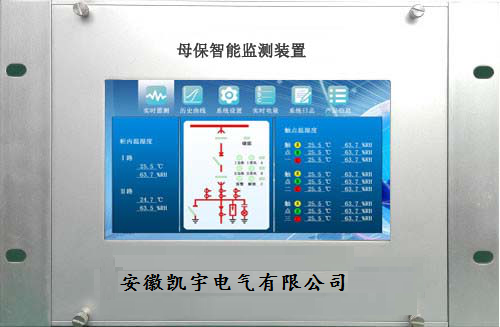 母保智能监测装置
实时监测 历史曲线 系统设置 实时电量 系统日志 产品信息
柜内温湿度
I 路
25.5 ℃
63.7 %RH
II 路
24.7 ℃
63.5 %RH
储能
触点温湿度
触 A 25.5 ℃ 63.7 %RH
点 B 25.5 ℃ 63.7 %RH
一 C 25.5 ℃ 63.7 %RH
触 A 25.5 ℃ 63.7 %RH
点 B 25.5 ℃ 63.7 %RH
二 C 25.5 ℃ 63.7 %RH
触 A 25.5 ℃ 63.7 %RH
点 B 25.5 ℃ 63.7 %RH
三 C 25.5 ℃ 63.7 %RH
安徽凯宇电气有限公司